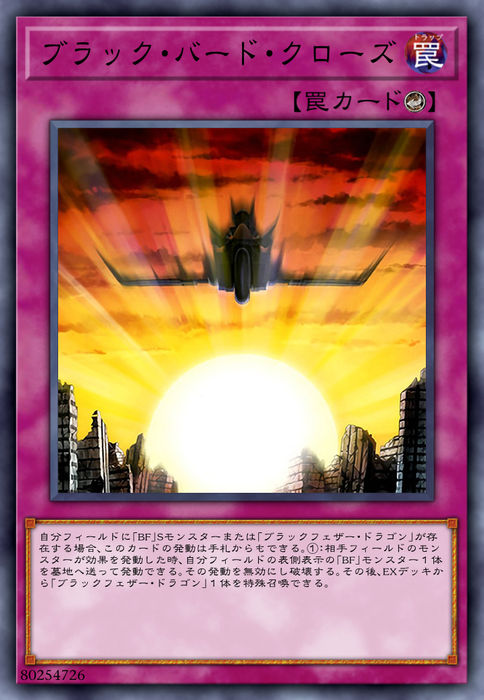 ブラック・バード・クローズ
トラップ
罠
【罠カード】
自分フィールドに「BF」Sモンスターまたは「ブラックフェザー・ドラゴン」が存
在する場合、このカードの発動は手札からもできる。①:相手フィールドのモン
スターが効果を発動した時、自分フィールドの表側表示の「BF」モンスター1体
を墓地へ送って発動できる。その発動を無効にし破壊する。その後、EXデッキか
ら「ブラックフェザー・ドラゴン」1体を特殊召喚できる。
80254726